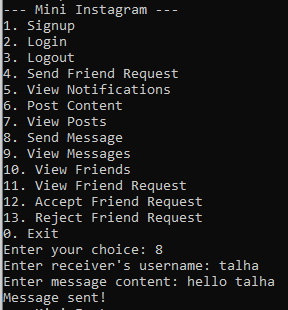 --- Mini Instagram ---
1. Signup
2. Login
3. Logout
4. Send Friend Request
5. View Notifications
6. Post Content
7. View Posts
8. Send Message
9. View Messages
10. View Friends
11. View Friend Request
12. Accept Friend Request
13. Reject Friend Request
0. Exit
Enter your choice: 8
Enter receiver's username: talha
Enter message content: hello talha
Message sent!